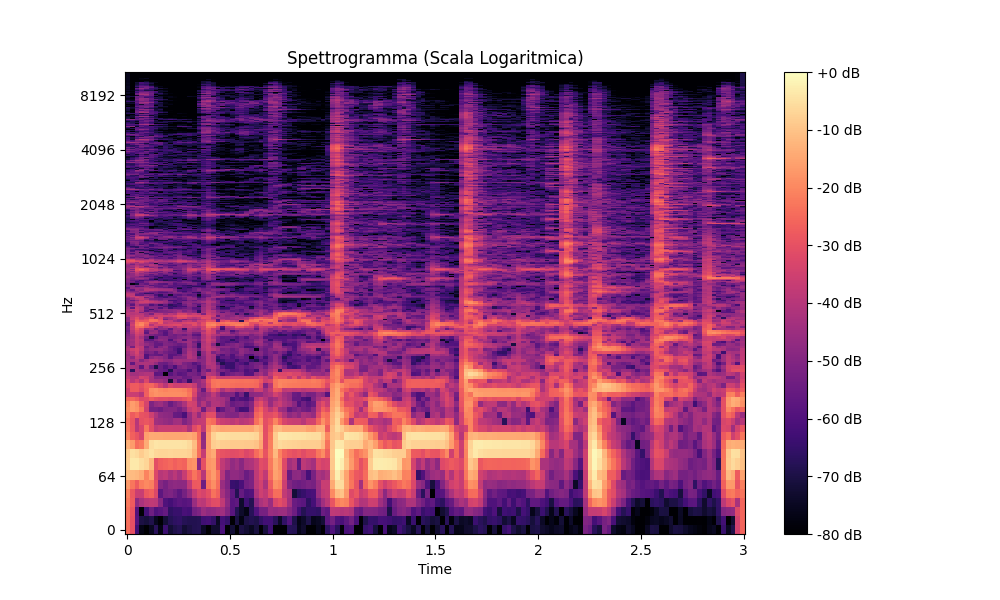 Spettrogramma (Scala Logaritmica)
Hz
8192
4096
2048
1024
512
256
128
64
0
0
0.5
1
1.5
2
2.5
3
Time
+0 dB
-10 dB
-20 dB
-30 dB
-40 dB
-50 dB
-60 dB
-70 dB
-80 dB